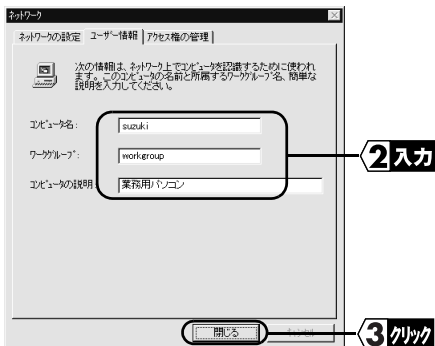 ネットワーク
ネットワークの設定 ユーザー情報 アクセス権の管理
次の情報は、ネットワーク上でコンピュータを認識するために使われ
ます。このコンピュータの名前と所属するワークグループ名、簡単な
説明を入力してください。
コンピュータ名: suzuki
ワークグループ: workgroup
コンピュータの説明: 業務用パソコン
2 入力
閉じる キャンセル
3 クリック